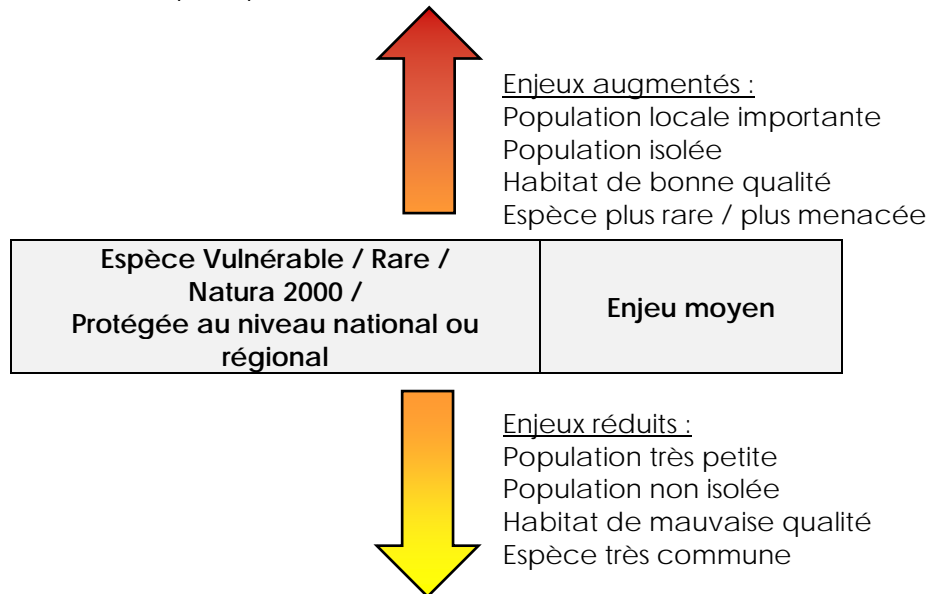 Enjeux augmentés :
Population locale importante
Population isolée
Habitat de bonne qualité
Espèce plus rare / plus menacée
Espèce Vulnérable / Rare /
Natura 2000 /
Protégée au niveau national ou
régional
Enjeu moyen
Enjeux réduits :
Population très petite
Population non isolée
Habitat de mauvaise qualité
Espèce très commune